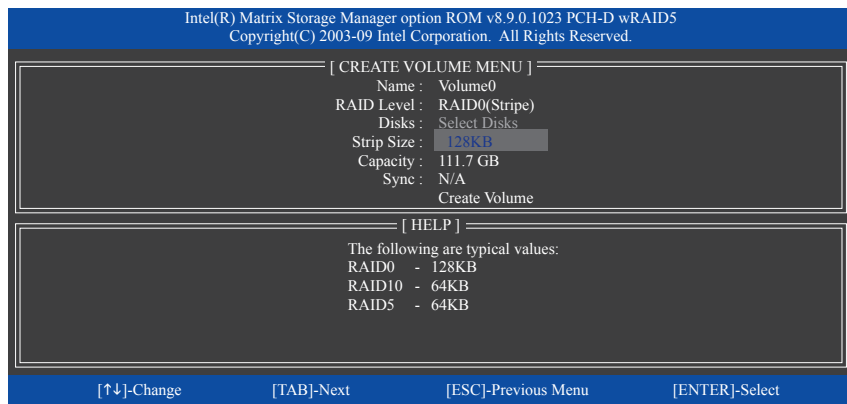 Intel(R) Matrix Storage Manager option ROM v8.9.0.1023 PCH-D wRAID5
Copyright(C) 2003-09 Intel Corporation. All Rights Reserved.
[ CREATE VOLUME MENU ]
Name : Volume0
RAID Level : RAID0(Stripe)
Disks : Select Disks
Strip Size : 128KB
Capacity : 111.7 GB
Sync : N/A
Create Volume
[ HELP ]
The following are typical values:
RAID0 - 128KB
RAID10 - 64KB
RAID5 - 64KB
[↑↓]-Change [TAB]-Next [ESC]-Previous Menu [ENTER]-Select